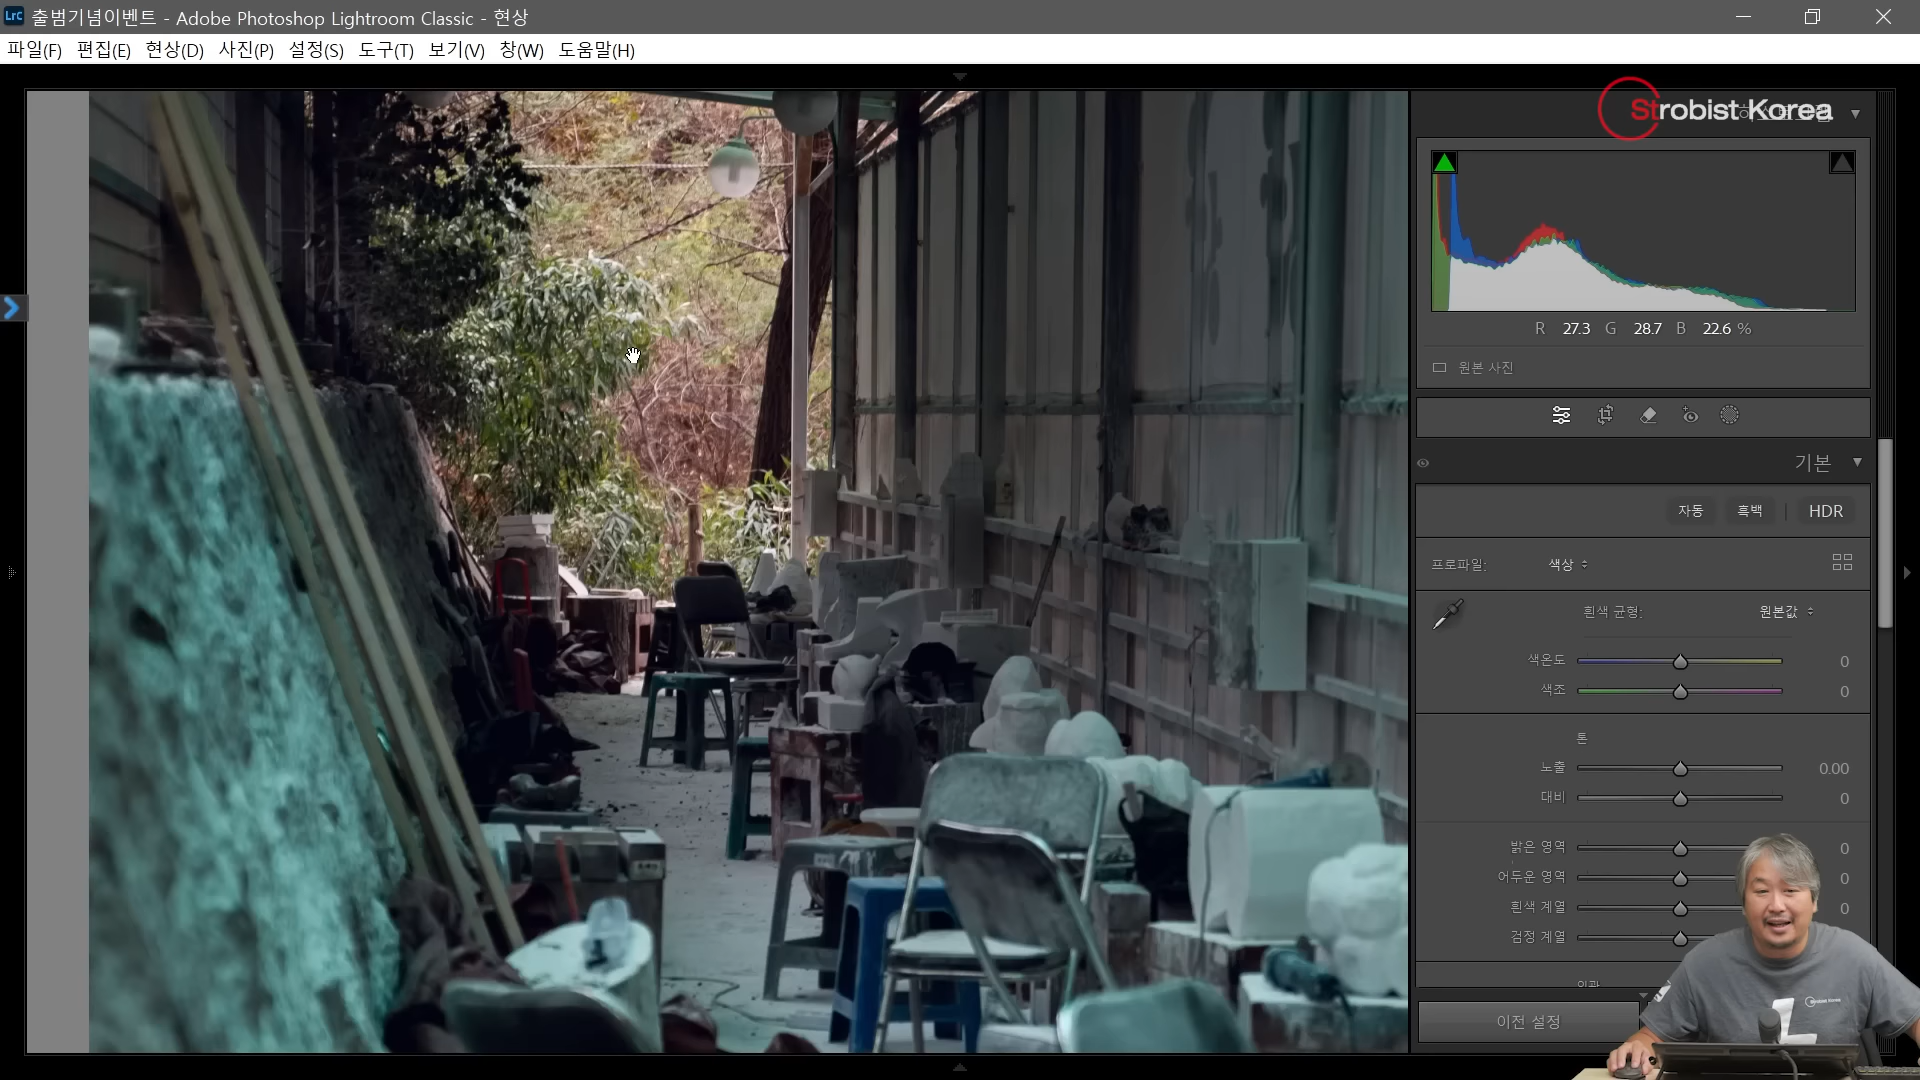 LrC 출범기념이벤트 - Adobe Photoshop Lightroom Classic - 현상
파일(F) 편집(E) 현상(D) 사진(P) 설정(S) 도구(T) 보기(V) 창(W) 도움말(H)
Strobist Korea
R 27.3 G 28.7 B 22.6 %
원본 사진
기본
자동 흑백 HDR
프로파일: 색상
흰색 균형: 원본값
색온도 0
색조 0
톤
노출 0.00
대비 0
밝은 영역 0
어두운 영역 0
흰색 계열 0
검정 계열
이전 설정